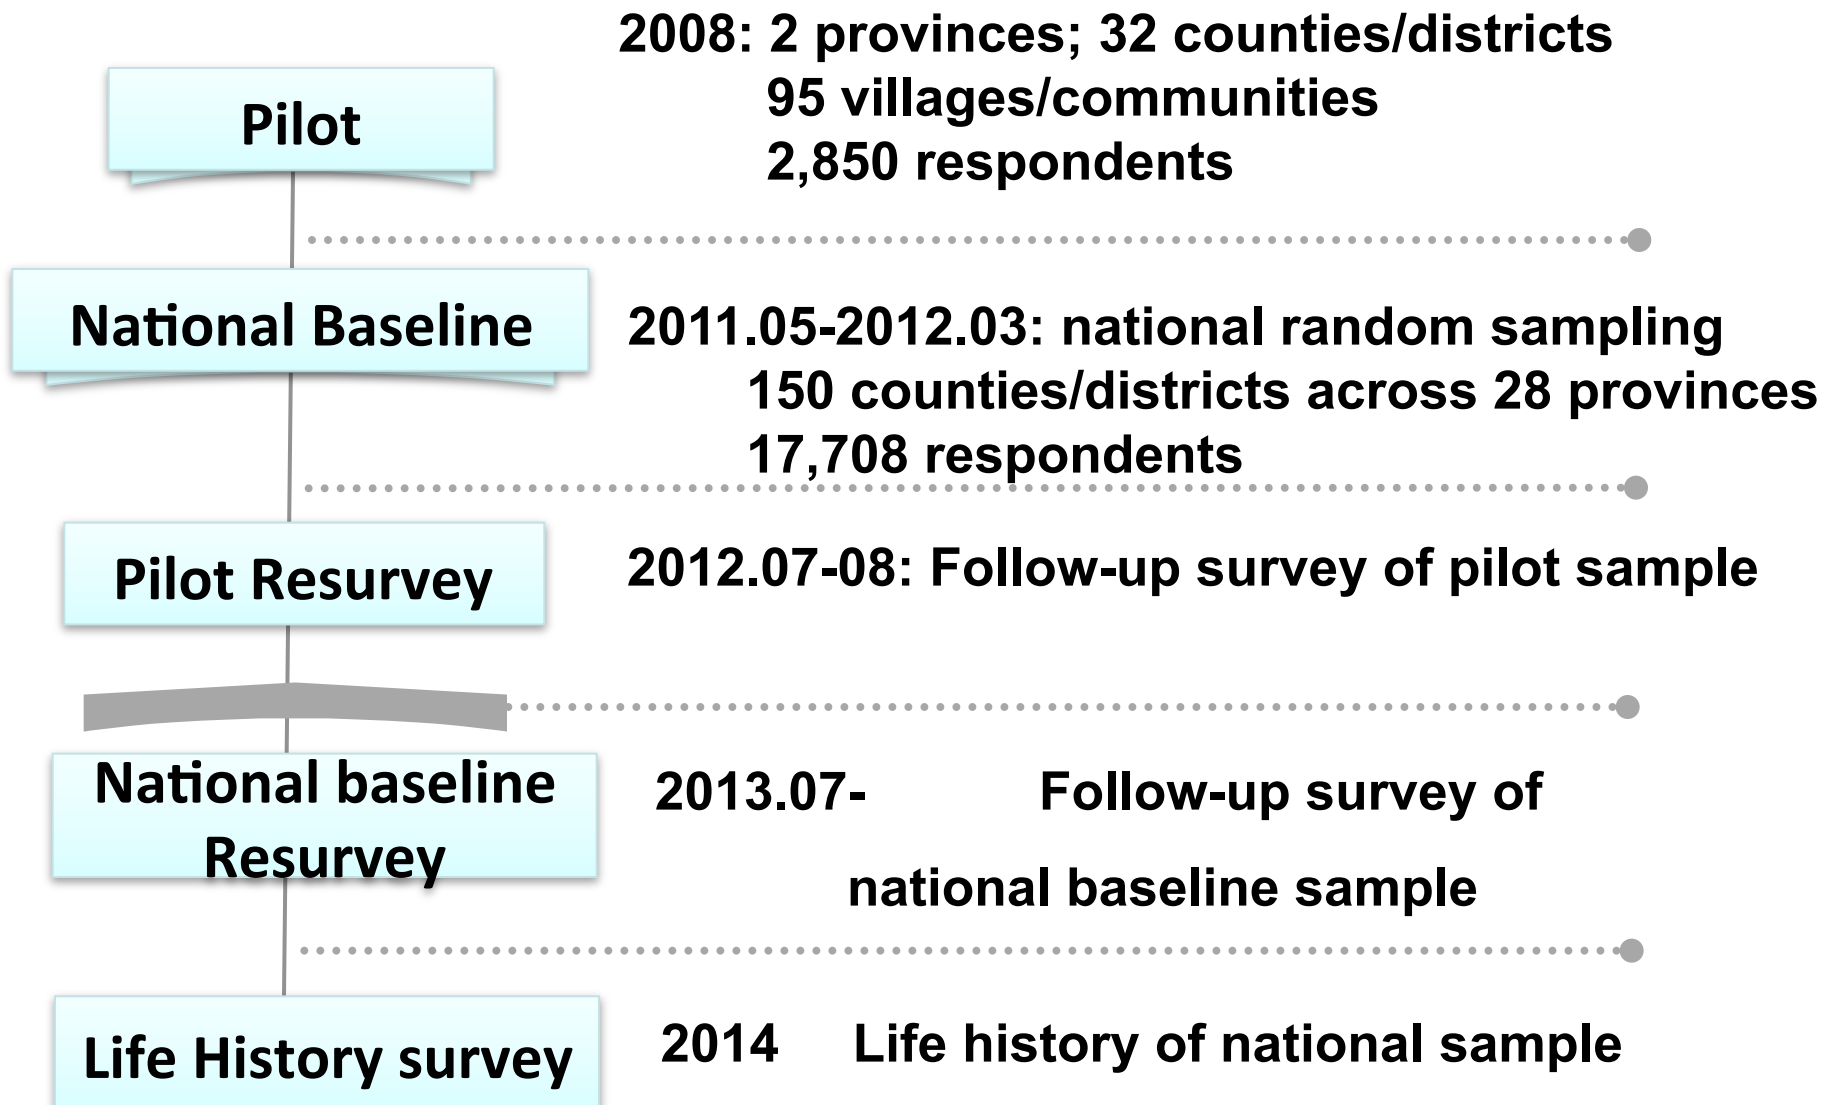 Pilot
2008: 2 provinces; 32 counties/districts
95 villages/communities
2,850 respondents
National Baseline
2011.05-2012.03: national random sampling
150 counties/districts across 28 provinces
17,708 respondents
Pilot Resurvey
2012.07-08: Follow-up survey of pilot sample
National baseline
Resurvey
2013.07- Follow-up survey of
national baseline sample
Life History survey
2014 Life history of national sample